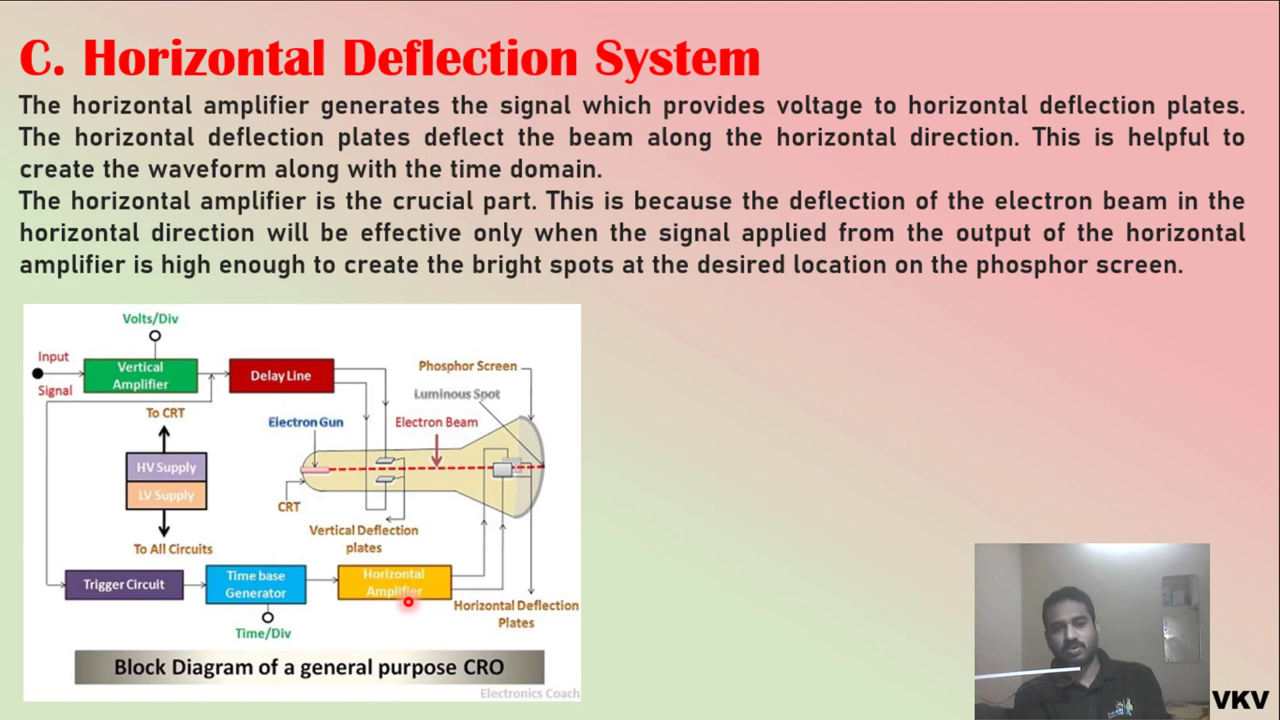 C. Horizontal Deflection System
The horizontal amplifier generates the signal which provides voltage to horizontal deflection plates.
The horizontal deflection plates deflect the beam along the horizontal direction. This is helpful to
create the waveform along with the time domain.
The horizontal amplifier is the crucial part. This is because the deflection of the electron beam in the
horizontal direction will be effective only when the signal applied from the output of the horizontal
amplifier is high enough to create the bright spots at the desired location on the phosphor screen.
Volts/Div
Input
Signal
Vertical
Amplifier
Delay Line
Phosphor Screen
Luminous Spot
To CRT
Electron Gun
Electron Beam
HV Supply
LV Supply
CRT
Vertical Deflection
plates
To All Circuits
Trigger Circuit
Time base
Generator
Horizontal
Amplifier
Horizontal Deflection
Plates
Time/Div
Block Diagram of a general purpose CRO
Electronics Coach
VKV